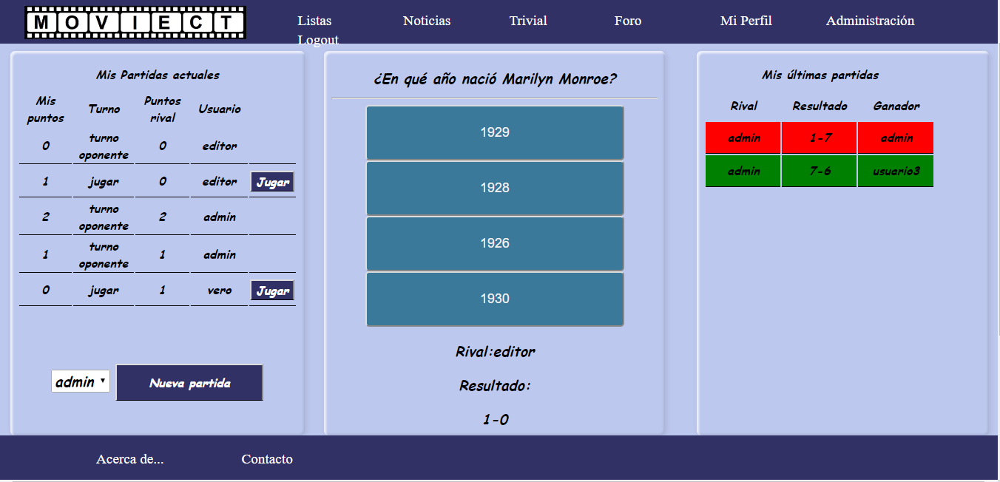 MOVIECT
Listas Noticias Trivial Foro Mi Perfil Administración
Logout
Mis Partidas actuales
Mis puntos Turno Puntos rival Usuario
0 turno oponente 0 editor
1 jugar 0 editor Jugar
2 turno oponente 2 admin
1 turno oponente 1 admin
0 jugar 1 vero Jugar
admin Nueva partida
¿En qué año nació Marilyn Monroe?
1929
1928
1926
1930
Rival:editor
Resultado:
1-0
Mis últimas partidas
Rival Resultado Ganador
admin 1-7 admin
admin 7-6 usuario3
Acerca de... Contacto